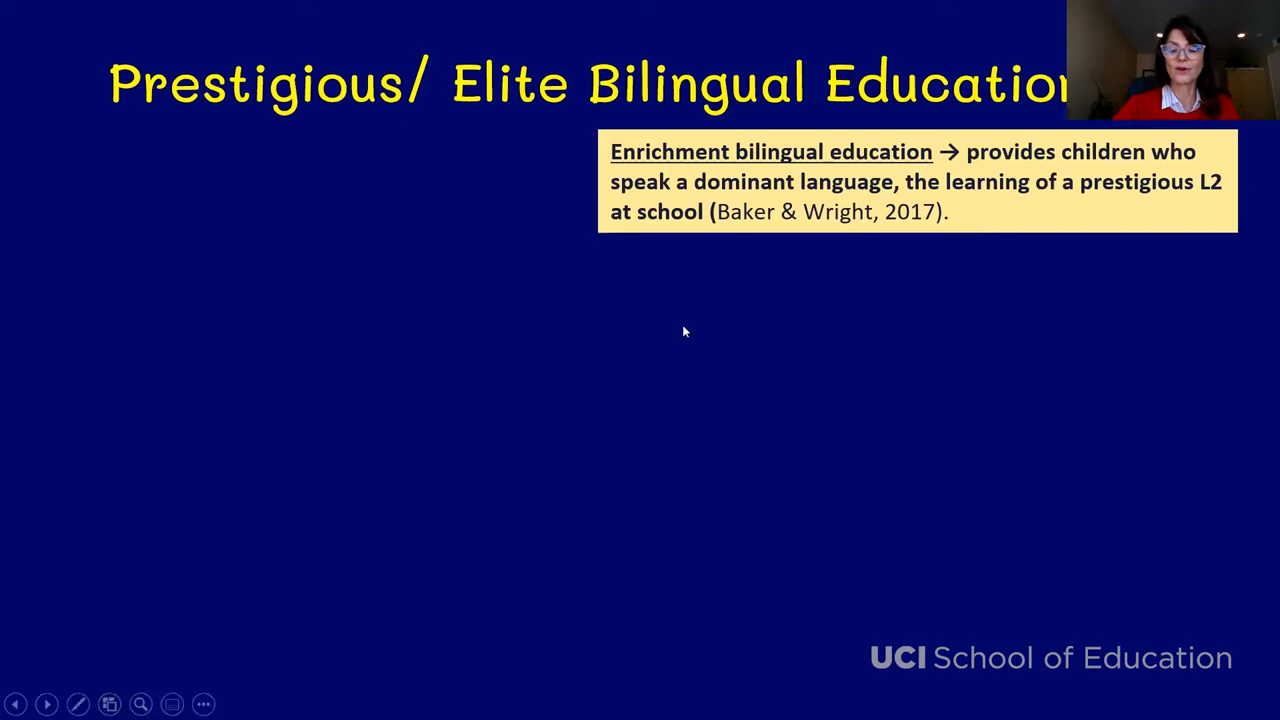 Prestigious/ Elite Bilingual Education
Enrichment bilingual education → provides children who
speak a dominant language, the learning of a prestigious L2
at school (Baker & Wright, 2017).
UCI School of Education